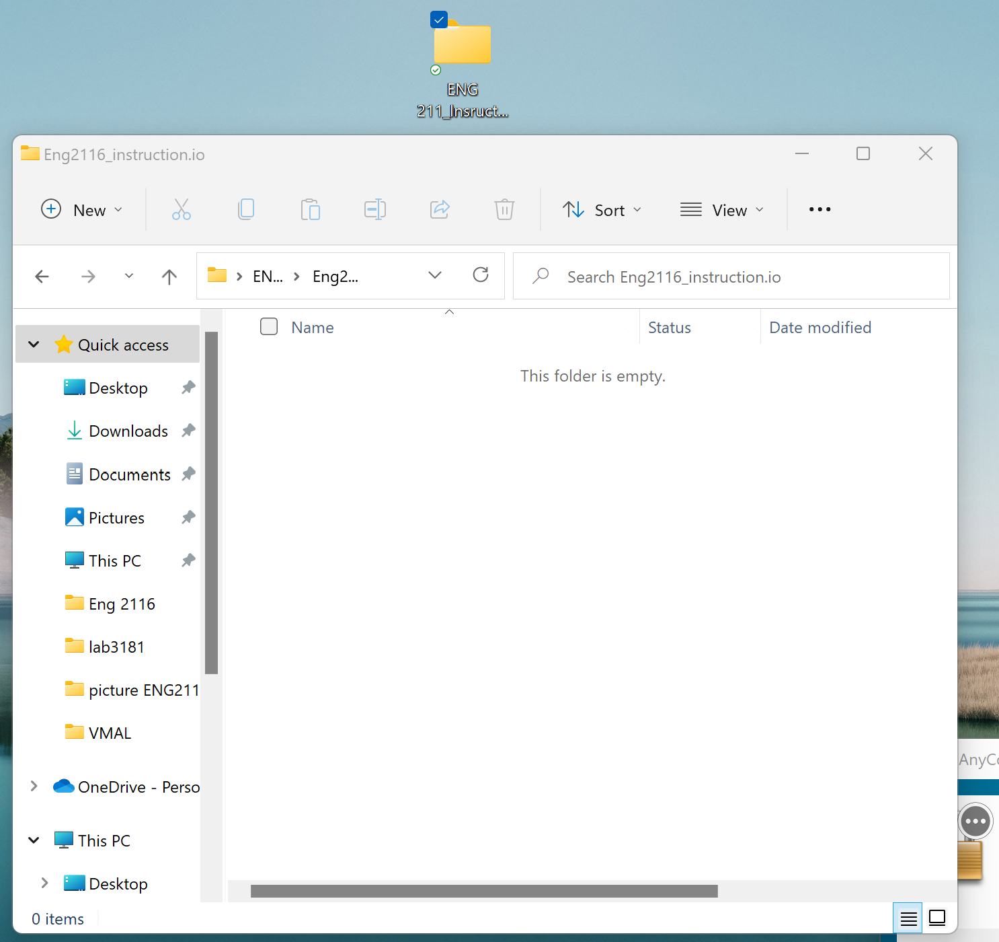 ENG
211_Insruct...
Eng2116_instruction.io
New
Sort
View
EN...
Eng2...
Search Eng2116_instruction.io
Name
Status
Date modified
This folder is empty.
Quick access
Desktop
Downloads
Documents
Pictures
This PC
Eng 2116
lab3181
picture ENG211
VMAL
OneDrive - Perso
This PC
Desktop
AnyCo
0 items